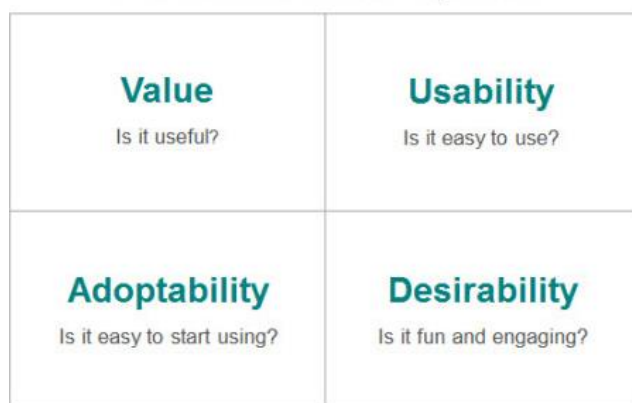 Value
Is it useful?
Usability
Is it easy to use?
Adoptability
Is it easy to start using?
Desirability
Is it fun and engaging?